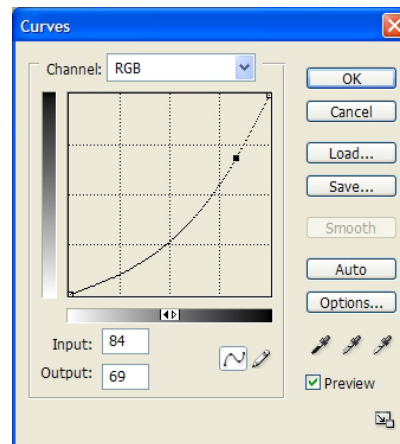 Curves
Channel: RGB
OK
Cancel
Load...
Save...
Smooth
Auto
Options...
Input: 84
Output: 69
Preview